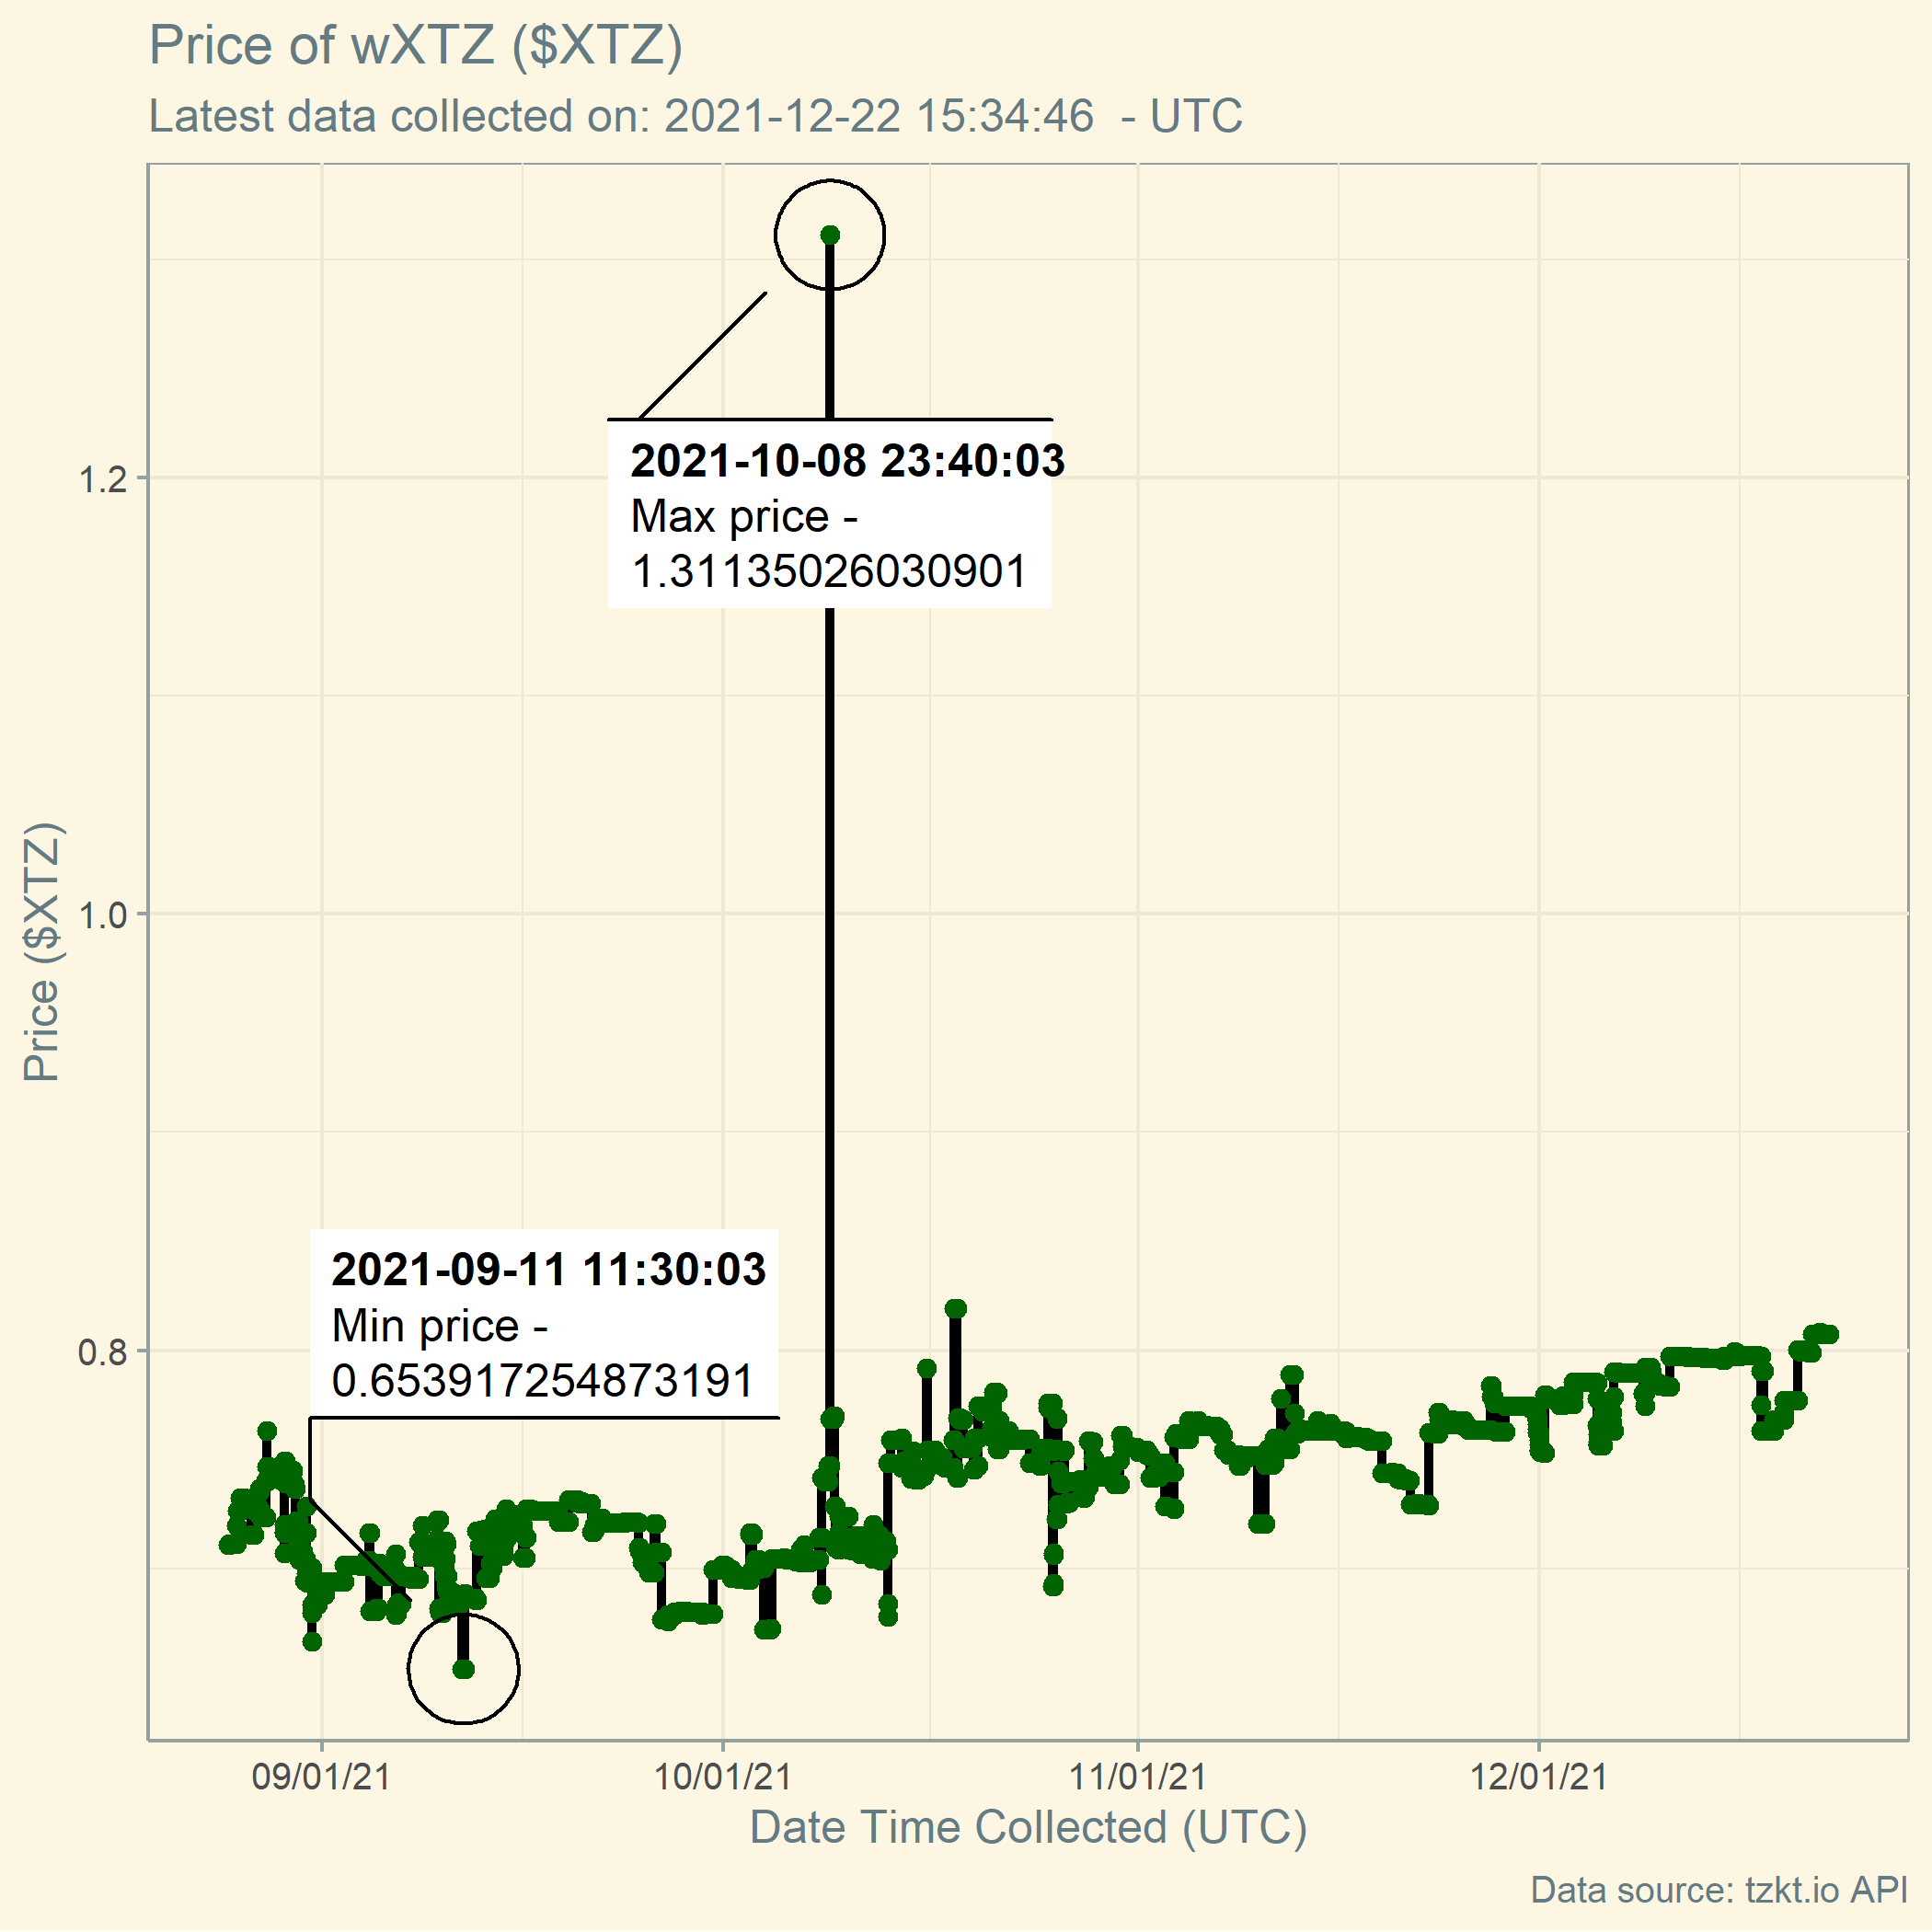 Price of wXTZ ($XTZ)
Latest data collected on: 2021-12-22 15:34:46  - UTC
2021-10-08 23:40:03
Max price -
1.31135026030901
1.2
1.0
0.8
Price ($XTZ)
2021-09-11 11:30:03
Min price -
0.653917254873191
09/01/21
10/01/21
11/01/21
12/01/21
Date Time Collected (UTC)
Data source: tzkt.io API